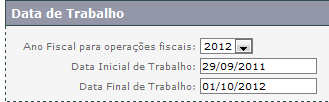 Data de Trabalho
Ano Fiscal para operações fiscais: 2012
Data Inicial de Trabalho: 29/09/2011
Data Final de Trabalho: 01/10/2012